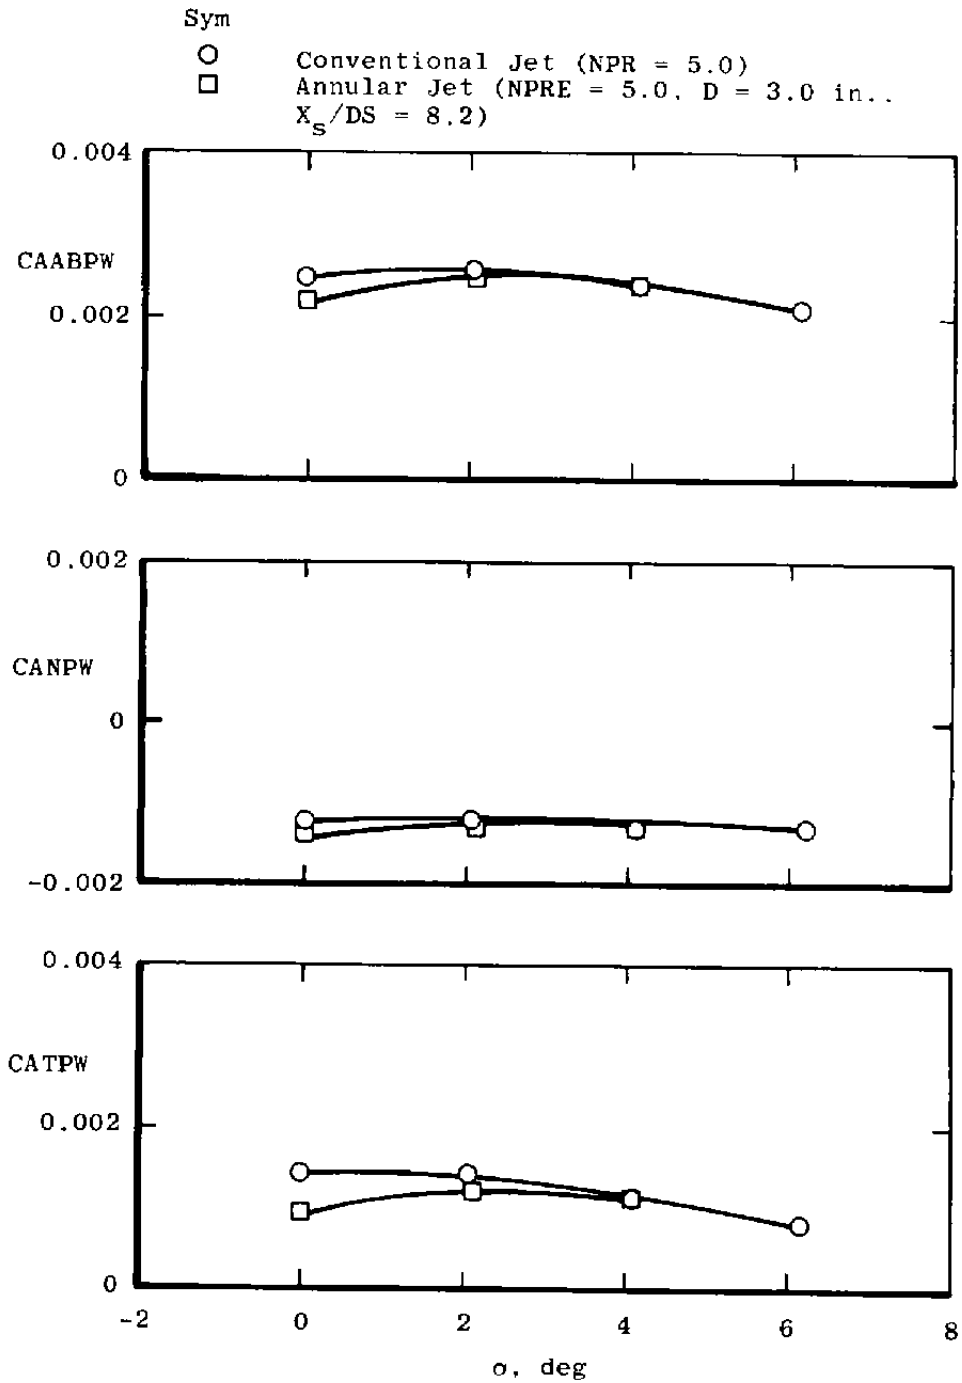 Sym
Conventional Jet (NPR = 5.0)
Annular Jet (NPRE = 5.0, D = 3.0 in..
Xs/DS = 8.2)
0.004
CAABPW
0.002
0
0.002
CANPW
0
-0.002
0.004
CATPW
0.002
0
-2 0 2 4 6 8
σ, deg